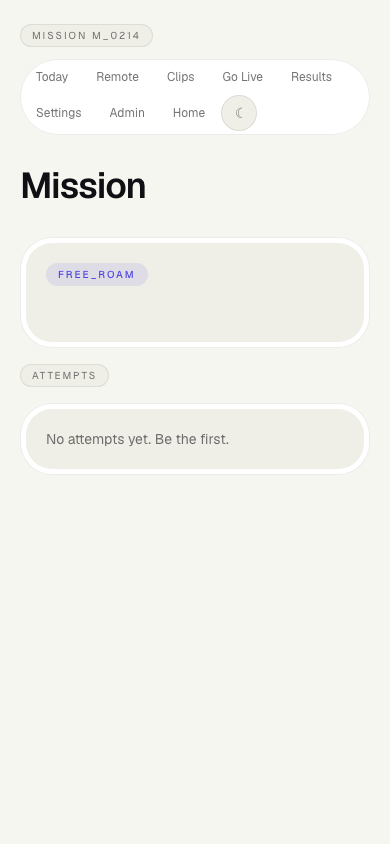 MISSION M_0214
Today Remote Clips Go Live Results
Settings Admin Home
Mission
FREE_ROAM
ATTEMPTS
No attempts yet. Be the first.